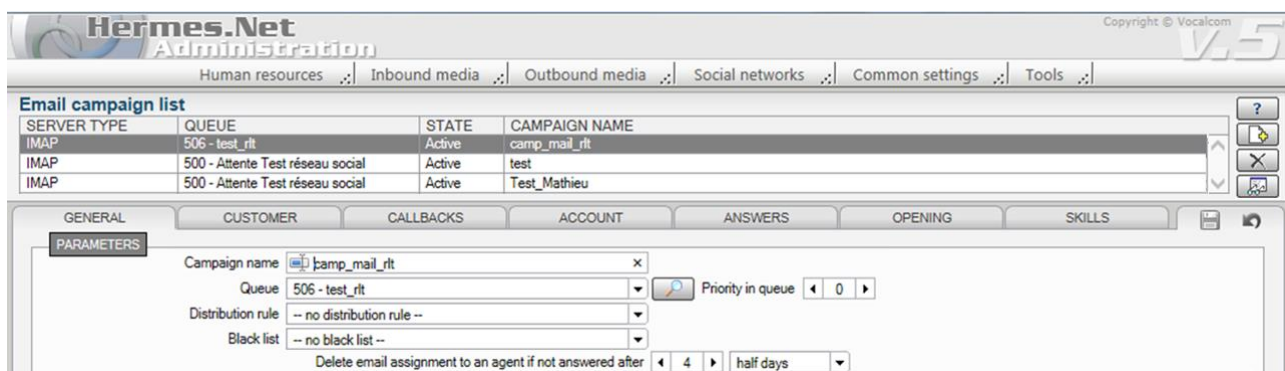 Hermes.Net
Administration
Copyright © Vocalcom
V.5
Human resources Inbound media Outbound media Social networks Common settings Tools
Email campaign list
SERVER TYPE QUEUE STATE CAMPAIGN NAME
IMAP 506 - test_rlt Active camp_mail_rlt
IMAP 500 - Attente Test réseau social Active test
IMAP 500 - Attente Test réseau social Active Test_Mathieu
?
GENERAL CUSTOMER CALLBACKS ACCOUNT ANSWERS OPENING SKILLS
PARAMETERS
Campaign name camp_mail_rlt ×
Queue 506 - test_rlt Priority in queue 0
Distribution rule -- no distribution rule --
Black list -- no black list --
Delete email assignment to an agent if not answered after 4 half days